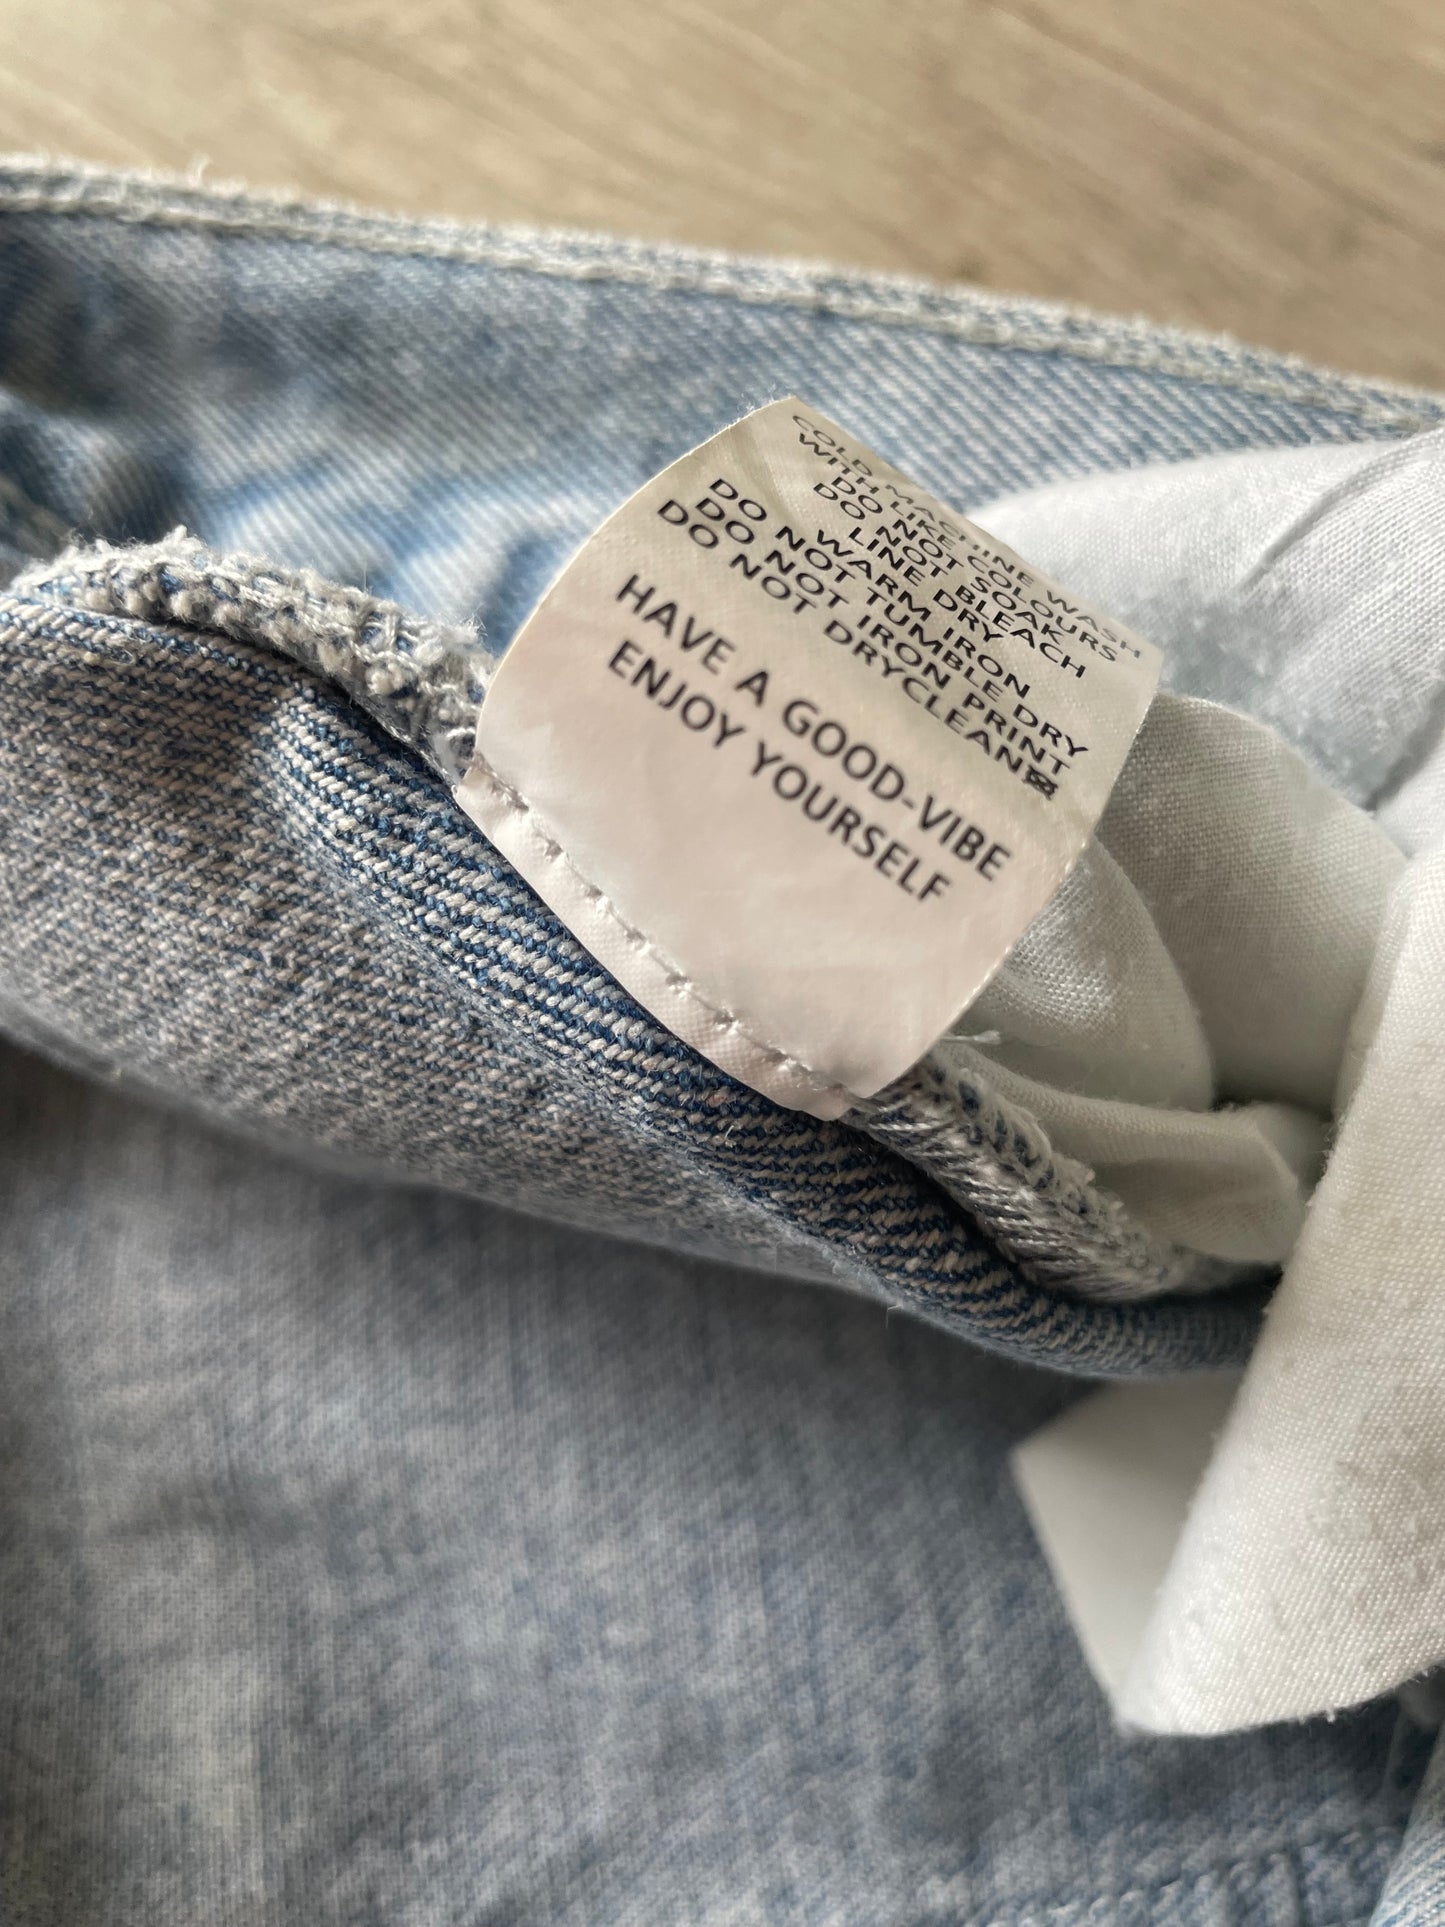 COLD MACHINE WASH
WITH LIKE COLOURS
DO NOT SOAK
DO NOT BLEACH
LINE DRY
WARM IRON
DO NOT TUMBLE DRY
DO NOT IRON PRINT
DO NOT DRYCLEAN
HAVE A GOOD-VIBE
ENJOY YOURSELF